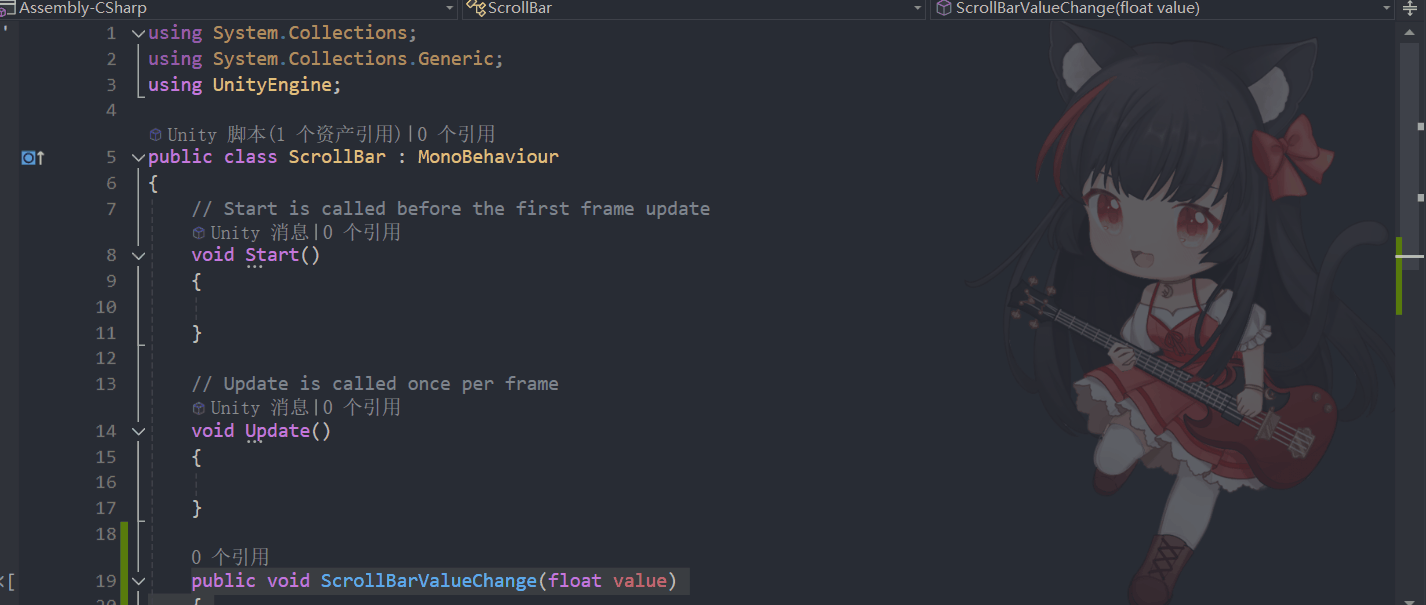 Assembly-CSharp ScrollBar ScrollBarValueChange(float value)
1 using System.Collections;
2 using System.Collections.Generic;
3 using UnityEngine;
4
Unity 脚本(1 个资产引用)|0 个引用
5 public class ScrollBar : MonoBehaviour
6 {
7 // Start is called before the first frame update
Unity 消息|0 个引用
8 void Start()
9 {
10
11 }
12
13 // Update is called once per frame
Unity 消息|0 个引用
14 void Update()
15 {
16
17 }
18
0 个引用
19 public void ScrollBarValueChange(float value)
20 {